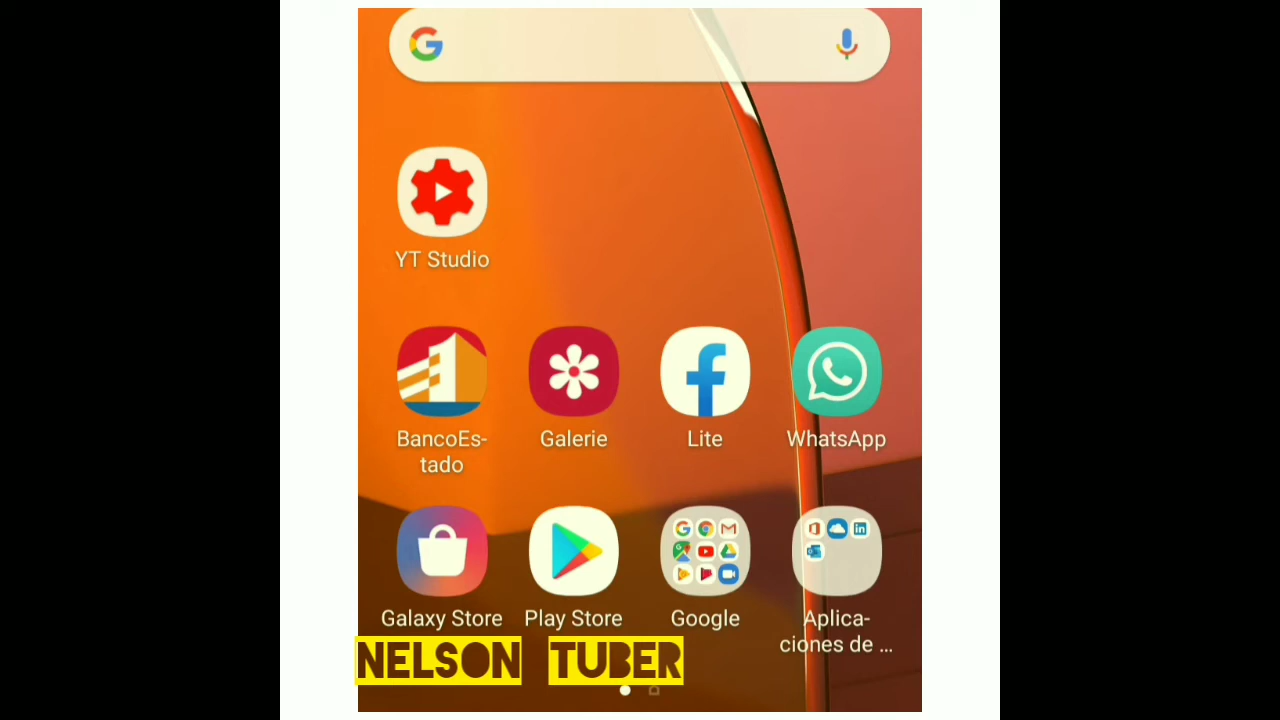 YT Studio
BancoEs-
tado
Galerie
Lite
WhatsApp
Galaxy Store
Play Store
Google
Aplica-
ciones de ...
NELSON TUBER